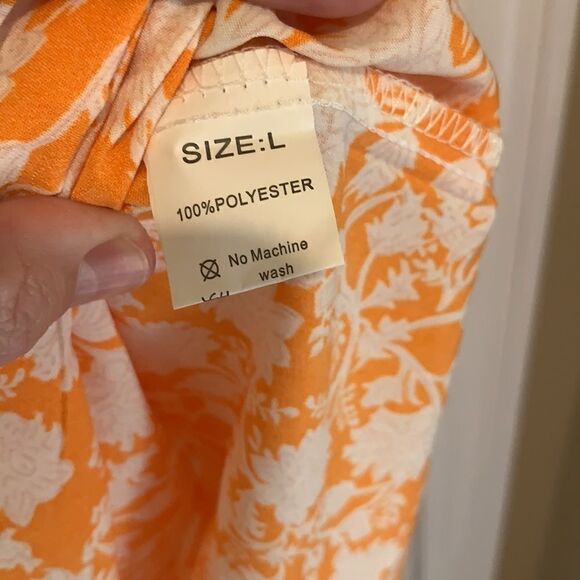 SIZE:L
100%POLYESTER
No Machine
wash